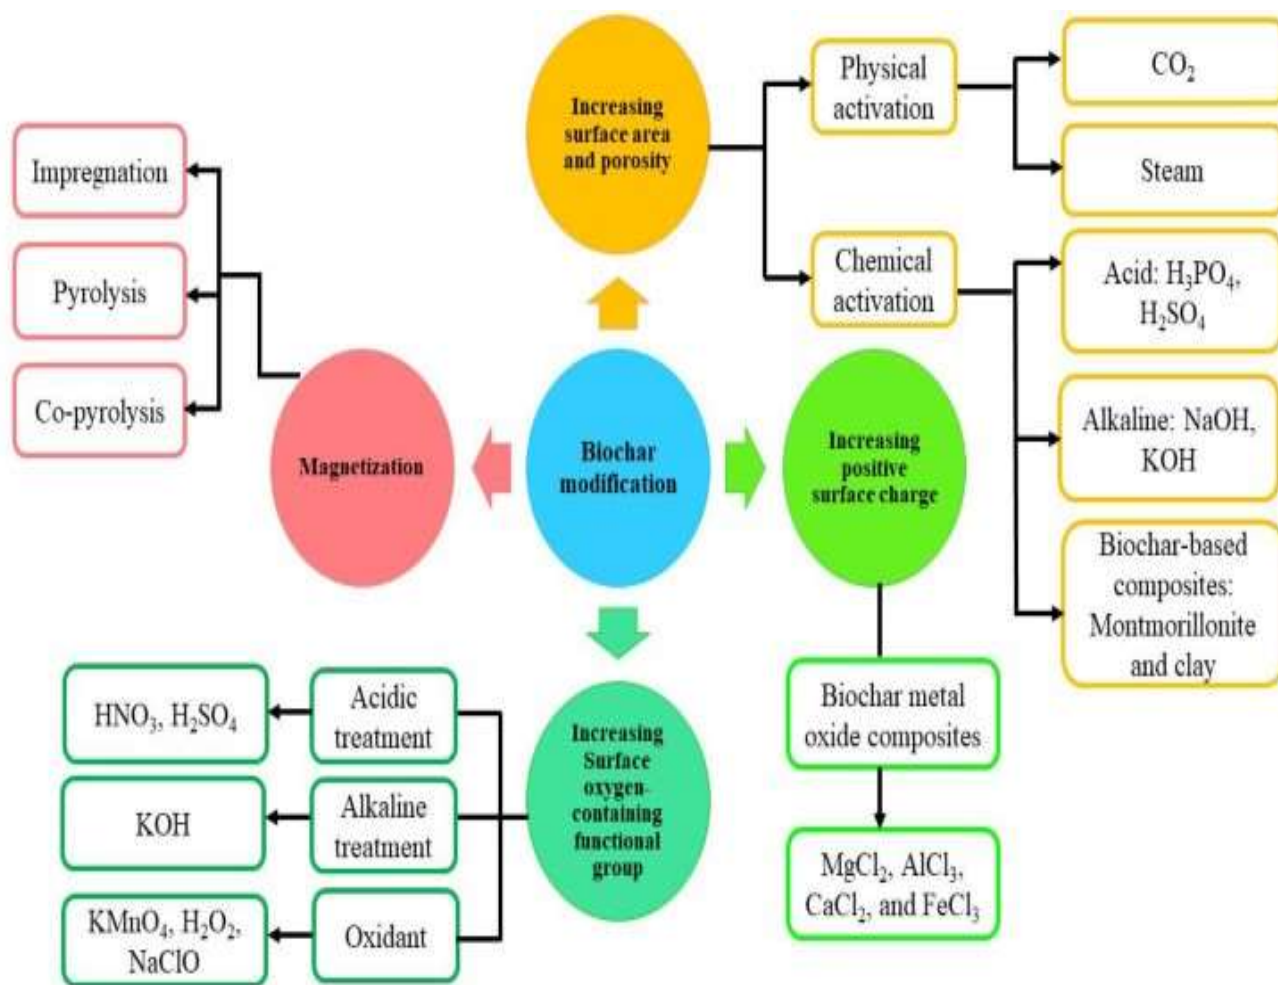 Increasing
surface area
and porosity
Physical
activation
CO₂
Steam
Chemical
activation
Acid: H₃PO₄,
H₂SO₄
Alkaline: NaOH,
KOH
Biochar-based
composites:
Montmorillonite
and clay
Impregnation
Pyrolysis
Co-pyrolysis
Magnetization
Biochar
modification
Increasing
positive
surface charge
Biochar metal
oxide composites
MgCl₂, AlCl₃,
CaCl₂, and FeCl₃
Increasing
Surface
oxygen-
containing
functional
group
Acidic
treatment
HNO₃, H₂SO₄
Alkaline
treatment
KOH
Oxidant
KMnO₄, H₂O₂,
NaClO